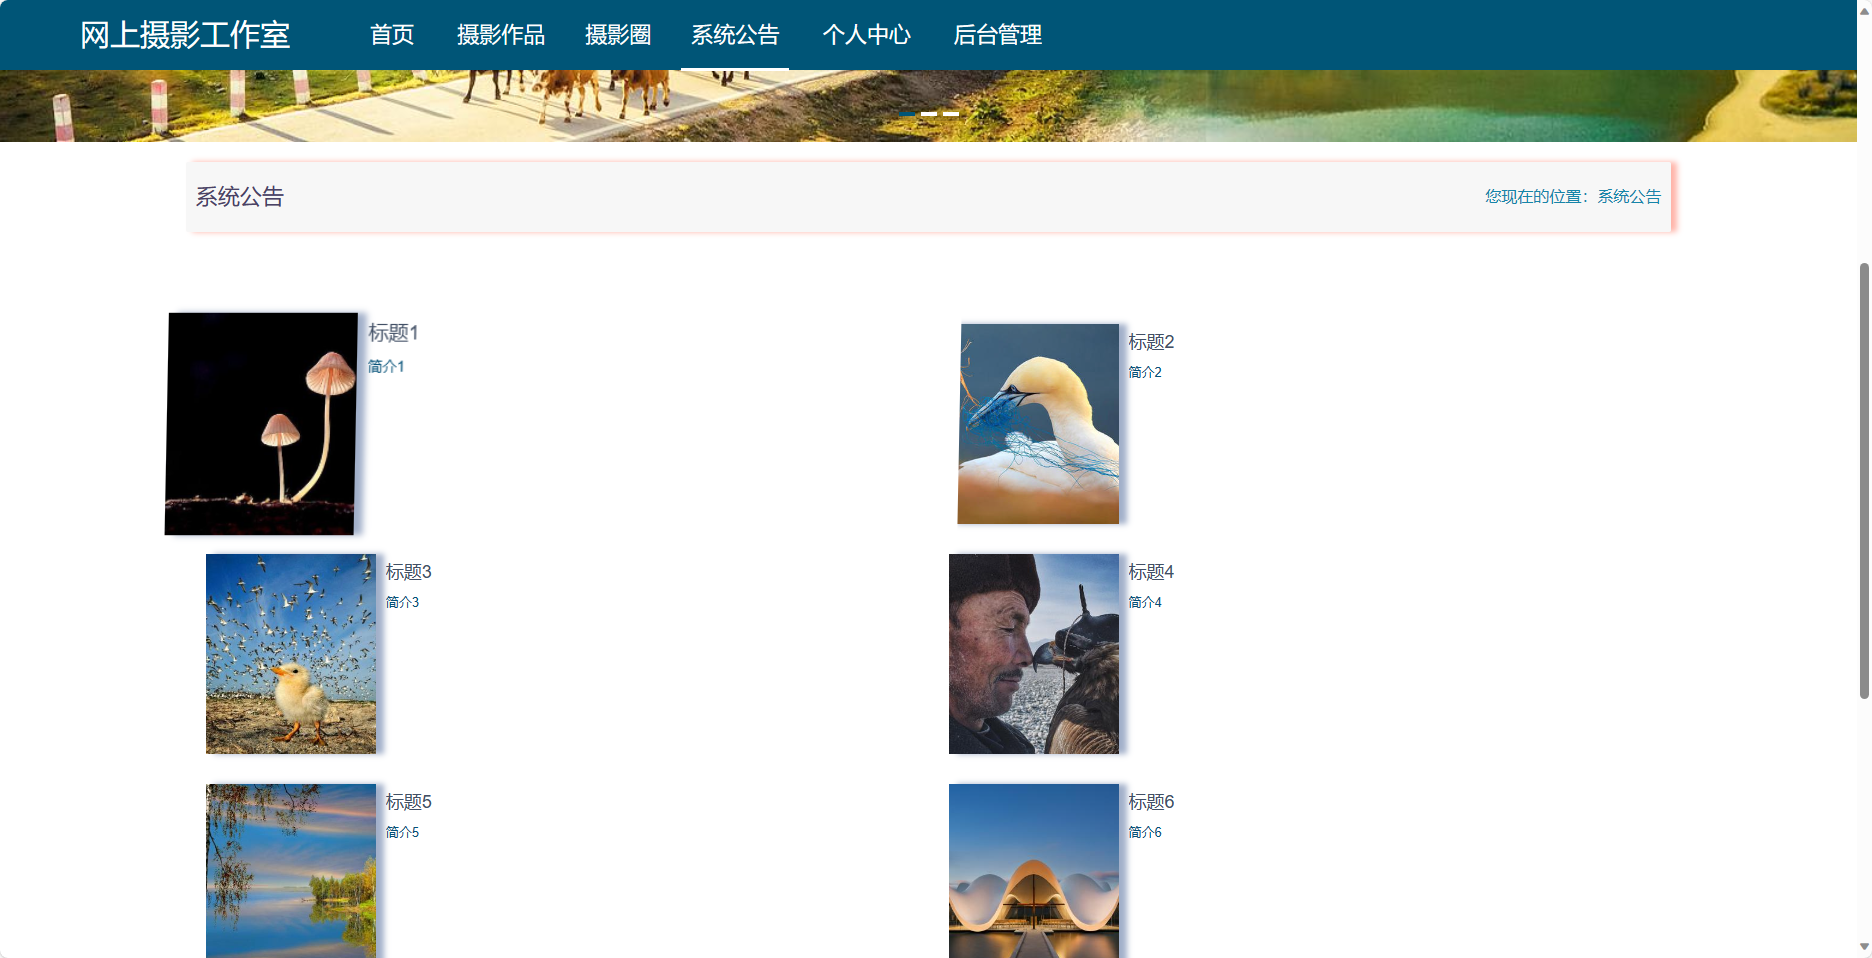 网上摄影工作室 首页 摄影作品 摄影圈 系统公告 个人中心 后台管理
系统公告 您现在的位置：系统公告
标题1
简介1
标题2
简介2
标题3
简介3
标题4
简介4
标题5
简介5
标题6
简介6